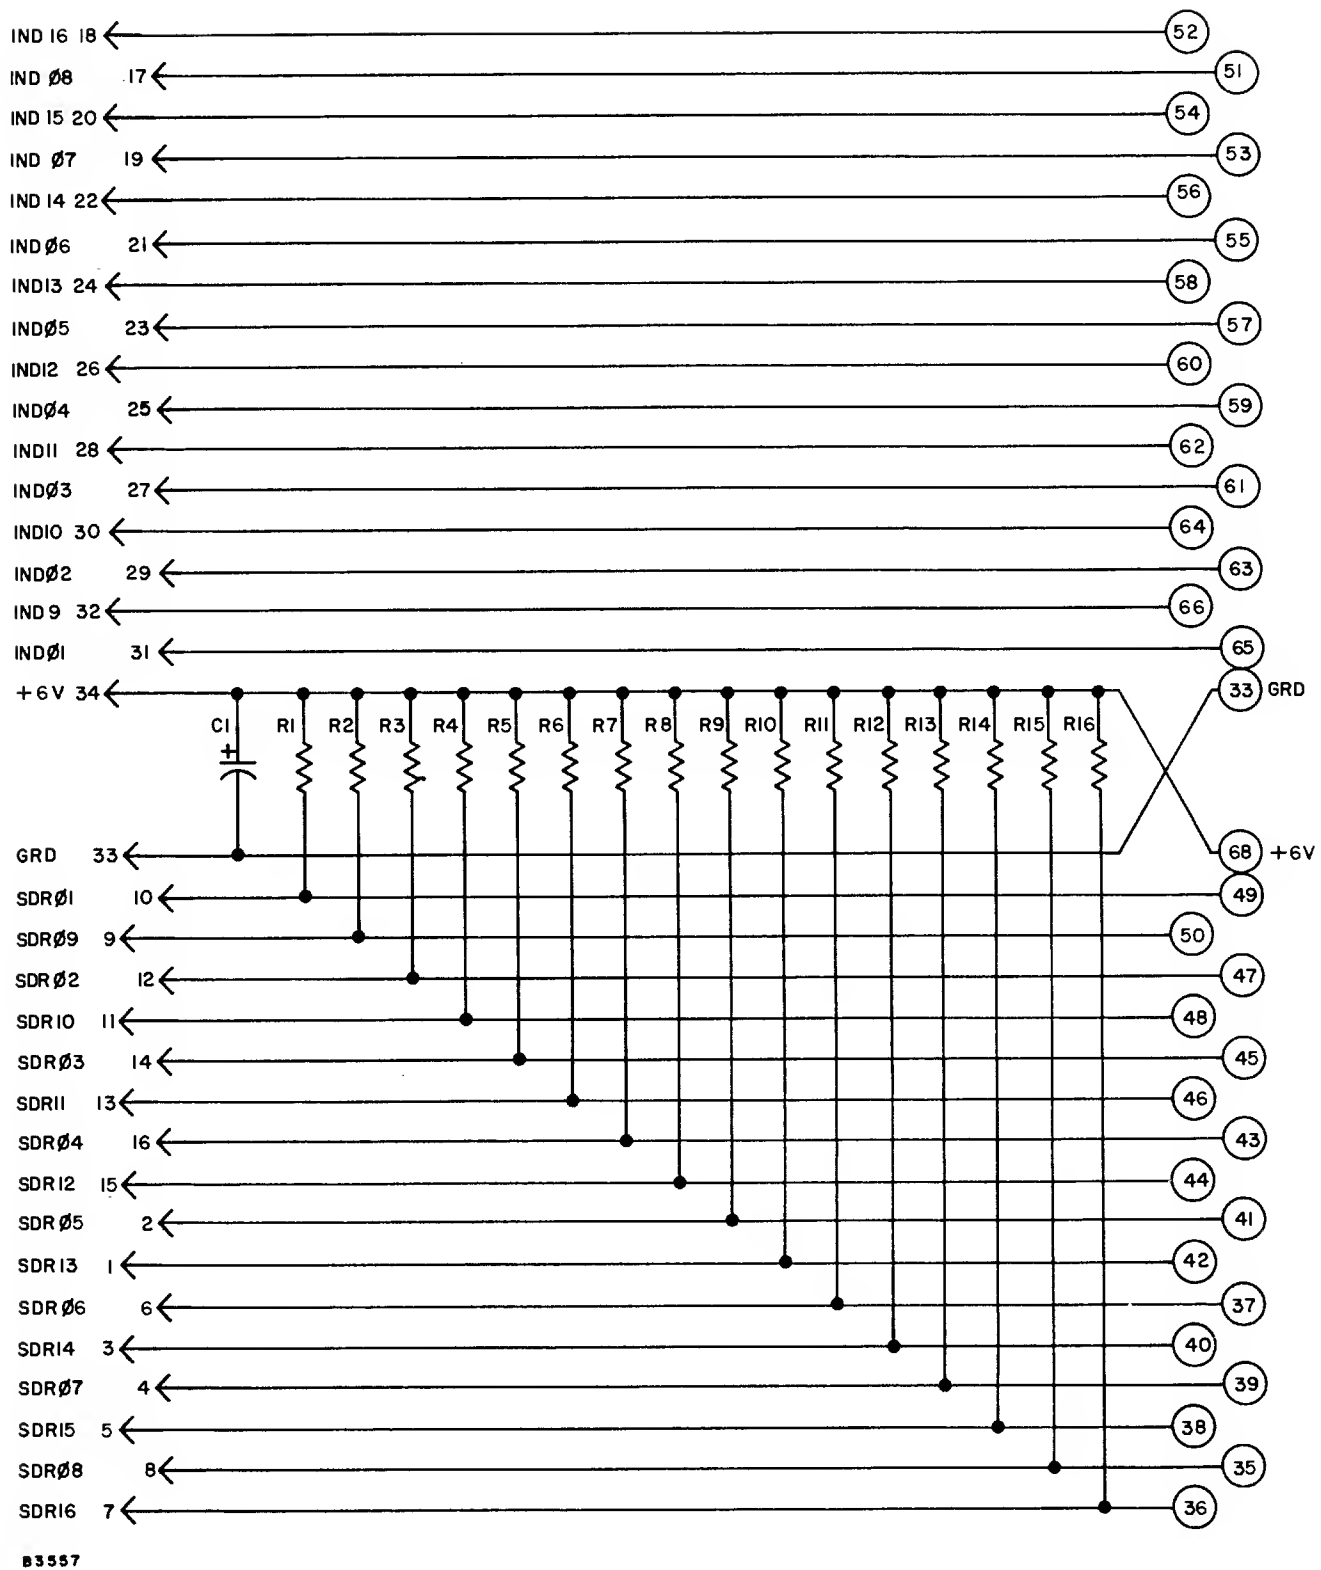 IND 16 18 52
IND Ø8 17 51
IND 15 20 54
IND Ø7 19 53
IND 14 22 56
IND Ø6 21 55
IND13 24 58
INDØ5 23 57
IND12 26 60
INDØ4 25 59
IND11 28 62
INDØ3 27 61
IND10 30 64
INDØ2 29 63
IND 9 32 66
INDØ1 31 65
+6V 34 33 GRD
C1 + R1 R2 R3 R4 R5 R6 R7 R8 R9 R10 R11 R12 R13 R14 R15 R16
GRD 33 68 +6V
SDRØ1 10 49
SDRØ9 9 50
SDRØ2 12 47
SDR10 11 48
SDRØ3 14 45
SDR11 13 46
SDRØ4 16 43
SDR12 15 44
SDRØ5 2 41
SDR13 1 42
SDRØ6 6 37
SDR14 3 40
SDRØ7 4 39
SDR15 5 38
SDRØ8 8 35
SDR16 7 36
B3557